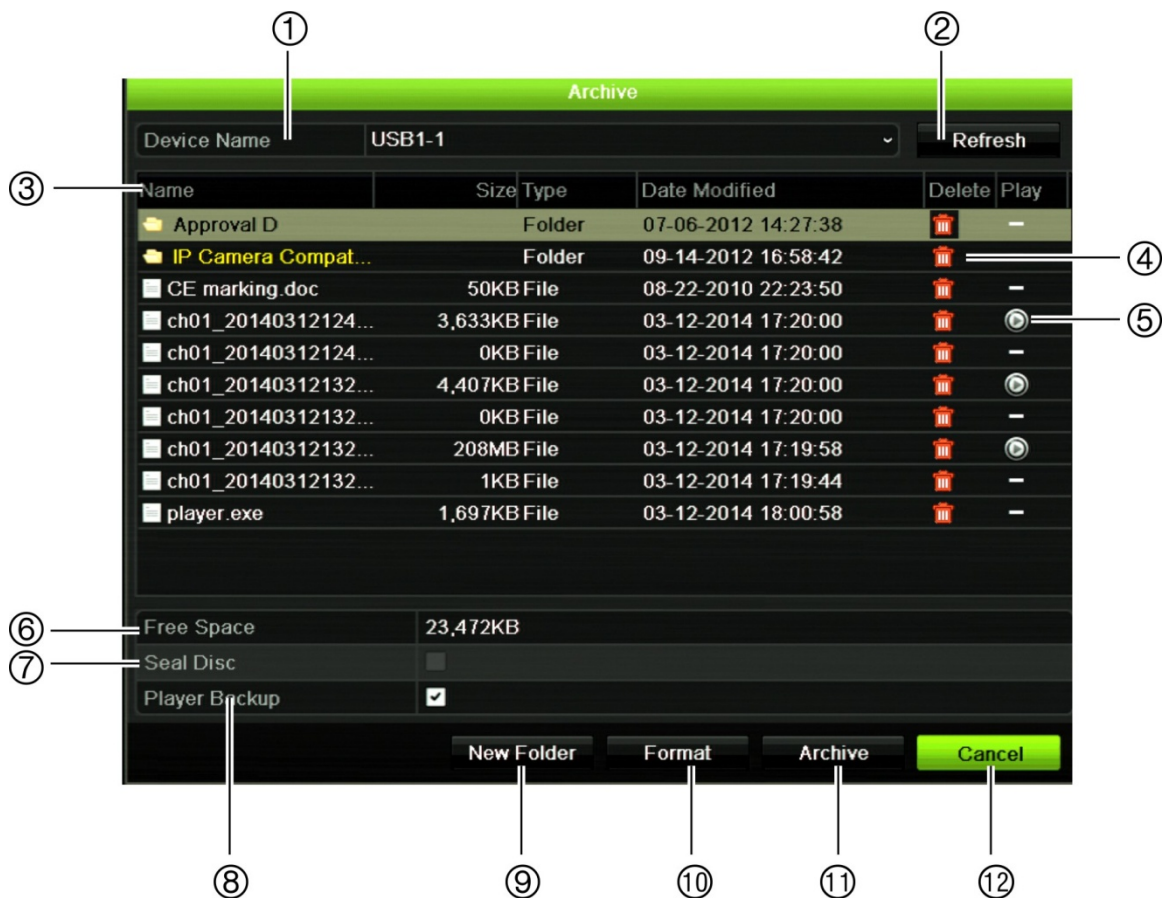 ① ②
Archive
Device Name USB1-1 Refresh
③ Name Size Type Date Modified Delete Play
Approval D Folder 07-06-2012 14:27:38 –
IP Camera Compat... Folder 09-14-2012 16:58:42 ④
CE marking.doc 50KB File 08-22-2010 22:23:50 –
ch01_20140312124... 3,633KB File 03-12-2014 17:20:00 ⑤
ch01_20140312124... 0KB File 03-12-2014 17:20:00 –
ch01_20140312132... 4,407KB File 03-12-2014 17:20:00
ch01_20140312132... 0KB File 03-12-2014 17:20:00 –
ch01_20140312132... 208MB File 03-12-2014 17:19:58
ch01_20140312132... 1KB File 03-12-2014 17:19:44 –
player.exe 1,697KB File 03-12-2014 18:00:58 –
⑥ Free Space 23,472KB
⑦ Seal Disc
Player Backup
New Folder Format Archive Cancel
⑧ ⑨ ⑩ ⑪ ⑫